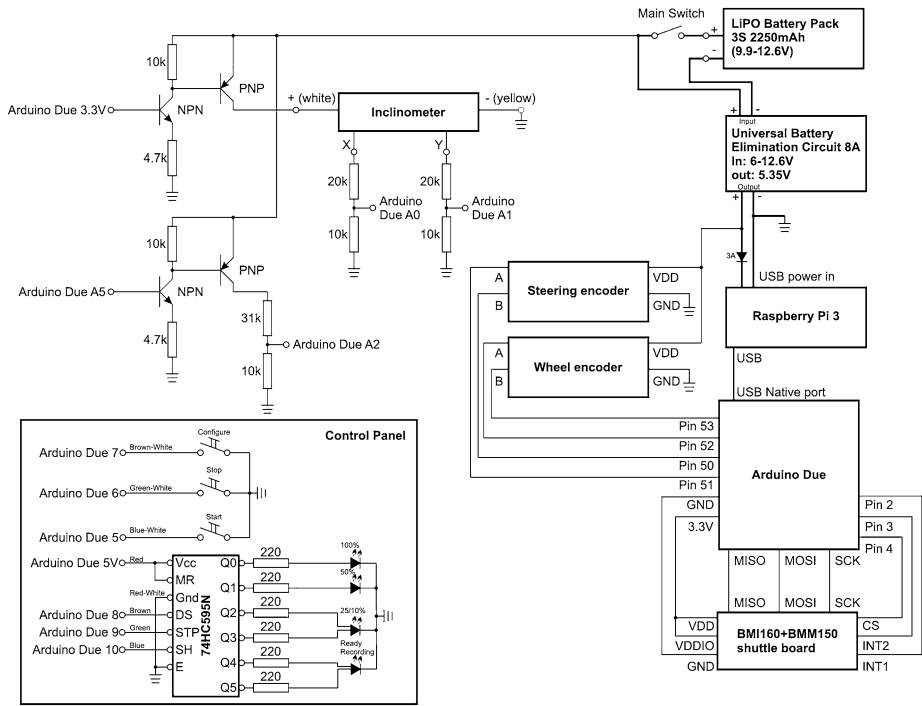 Main Switch
+
-
LiPO Battery Pack
3S 2250mAh
(9.9-12.6V)
10k
PNP
Arduino Due 3.3V
NPN
4.7k
+ (white)
Inclinometer
- (yellow)
X
Y
20k
20k
Arduino
Due A0
Arduino
Due A1
10k
10k
+
-
Input
Universal Battery
Elimination Circuit 8A
In: 6-12.6V
out: 5.35V
Output
+
-
3A
USB power in
Raspberry Pi 3
USB
10k
PNP
Arduino Due A5
NPN
4.7k
31k
Arduino Due A2
10k
A
B
Steering encoder
VDD
GND
A
B
Wheel encoder
VDD
GND
USB Native port
Pin 53
Pin 52
Pin 50
Pin 51
GND
3.3V
Arduino Due
Pin 2
Pin 3
Pin 4
MISO
MOSI
SCK
MISO
MOSI
SCK
VDD
VDDIO
GND
BMI160+BMM150
shuttle board
CS
INT2
INT1
Control Panel
Configure
Arduino Due 7
Brown-White
Stop
Arduino Due 6
Green-White
Start
Arduino Due 5
Blue-White
Arduino Due 5V
Red
Red-White
Arduino Due 8
Brown
Arduino Due 9
Green
Arduino Due 10
Blue
Vcc
MR
Gnd
DS
STP
SH
E
74HC595N
Q0
Q1
Q2
Q3
Q4
Q5
220
220
220
220
220
220
100%
50%
25/10%
Ready
Recording